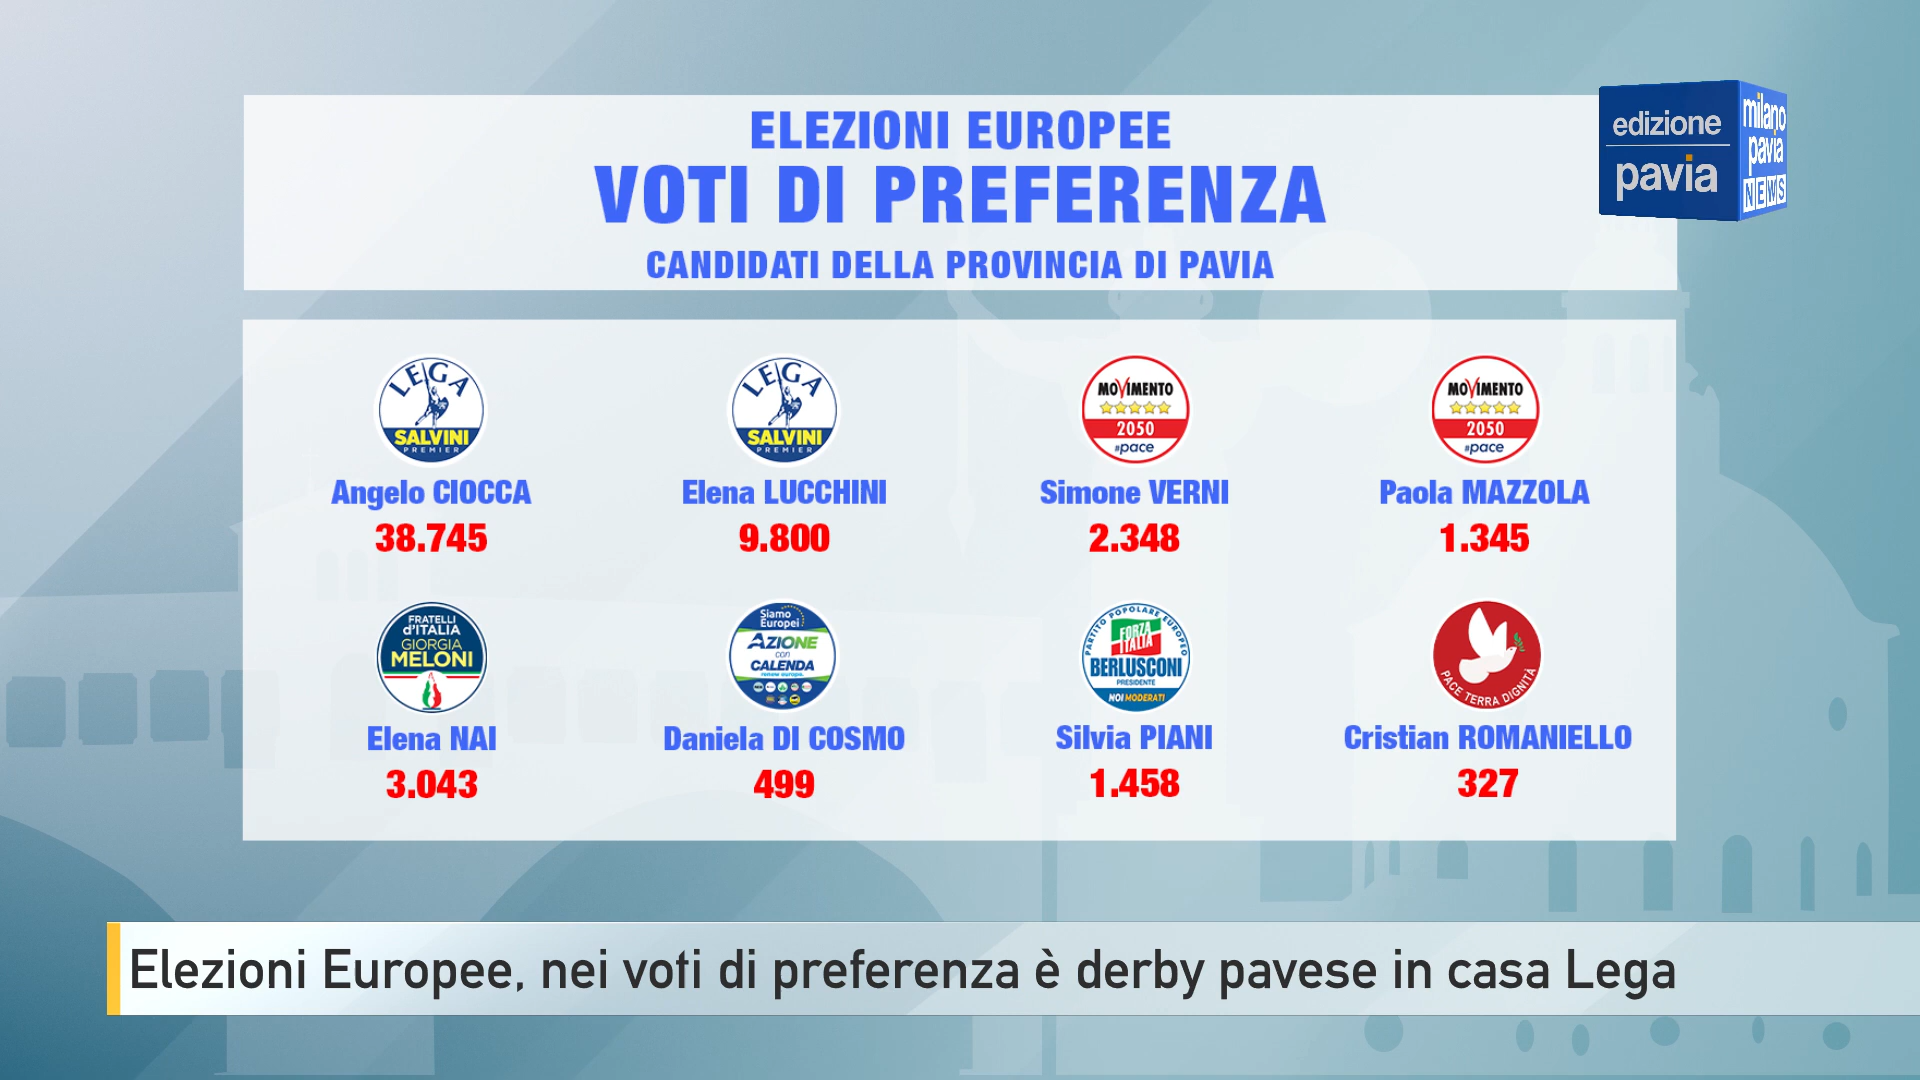 ELEZIONI EUROPEE
VOTI DI PREFERENZA
CANDIDATI DELLA PROVINCIA DI PAVIA
edizione
pavia
milano
pavia
NEWS
LEGA
SALVINI
PREMIER
Angelo CIOCCA
38.745
LEGA
SALVINI
PREMIER
Elena LUCCHINI
9.800
MOVIMENTO
2050
#pace
Simone VERNI
2.348
MOVIMENTO
2050
#pace
Paola MAZZOLA
1.345
FRATELLI
d'ITALIA
GIORGIA
MELONI
Elena NAI
3.043
Siamo
Europei
AZIONE
con
CALENDA
renew europe.
Daniela DI COSMO
499
PARTITO POPOLARE EUROPEO
FORZA
ITALIA
BERLUSCONI
PRESIDENTE
NOI MODERATI
Silvia PIANI
1.458
PACE TERRA DIGNITÀ
Cristian ROMANIELLO
327
Elezioni Europee, nei voti di preferenza è derby pavese in casa Lega